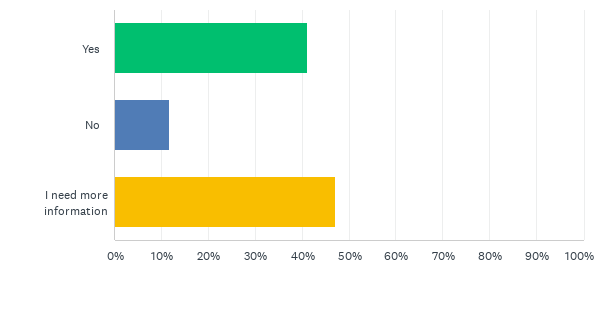 Yes
No
I need more
information
0% 10% 20% 30% 40% 50% 60% 70% 80% 90% 100%